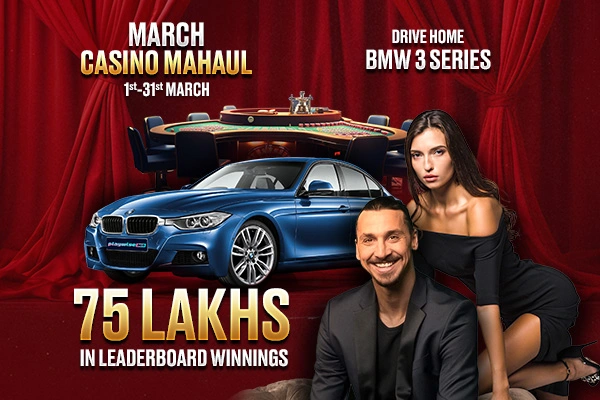 MARCH
CASINO MAHAUL
1st-31st MARCH
DRIVE HOME
BMW 3 SERIES
75 LAKHS
IN LEADERBOARD WINNINGS